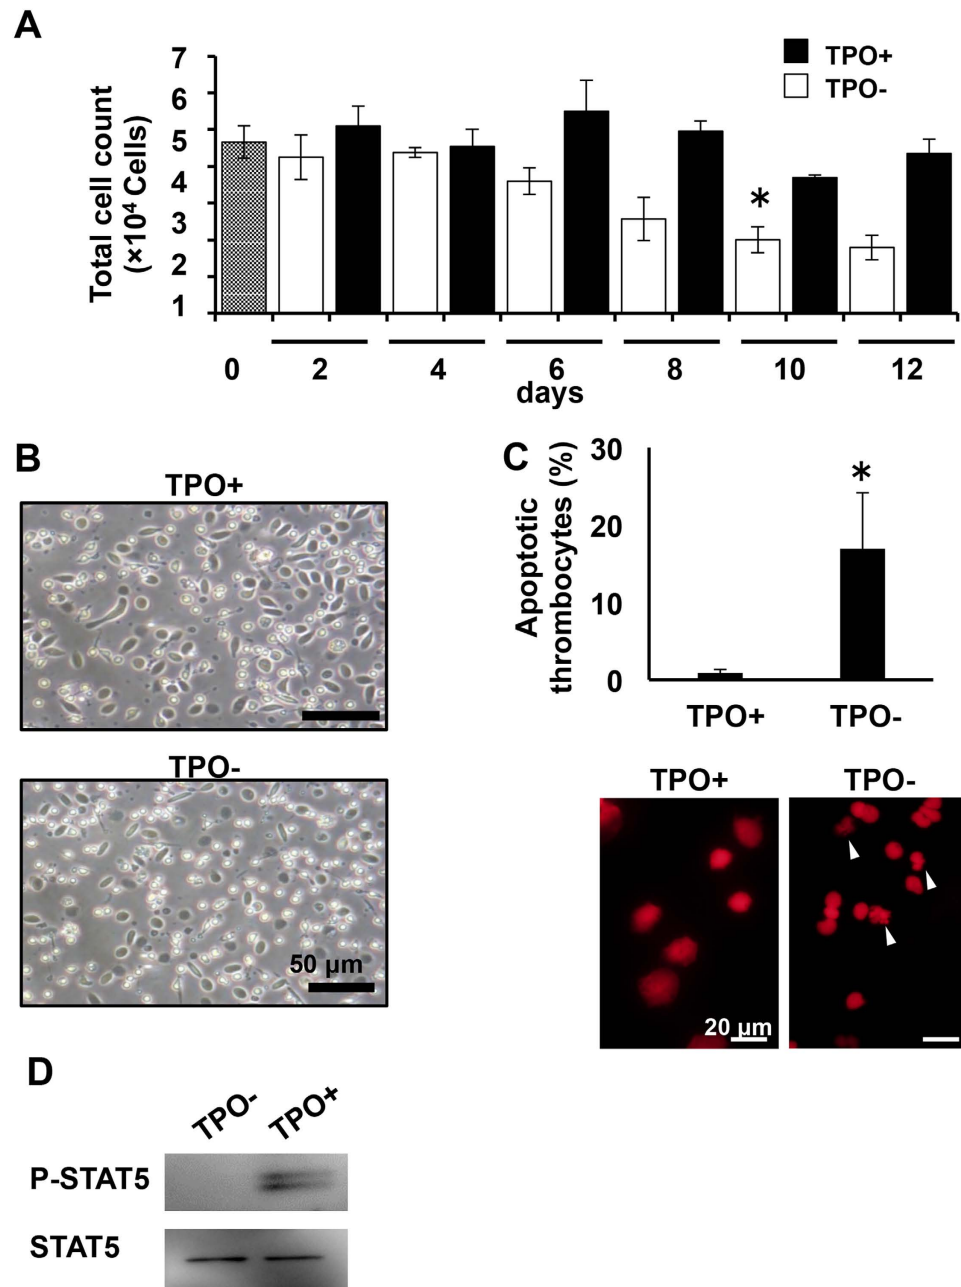 A
Total cell count
(×10⁴ Cells)
7
6
5
4
3
2
1
TPO+
TPO-
*
0 2 4 6 8 10 12
days
B
TPO+
TPO-
50 µm
C
Apoptotic
thrombocytes (%)
30
20
10
0
*
TPO+ TPO-
TPO+ TPO-
20 µm
D
TPO- TPO+
P-STAT5
STAT5